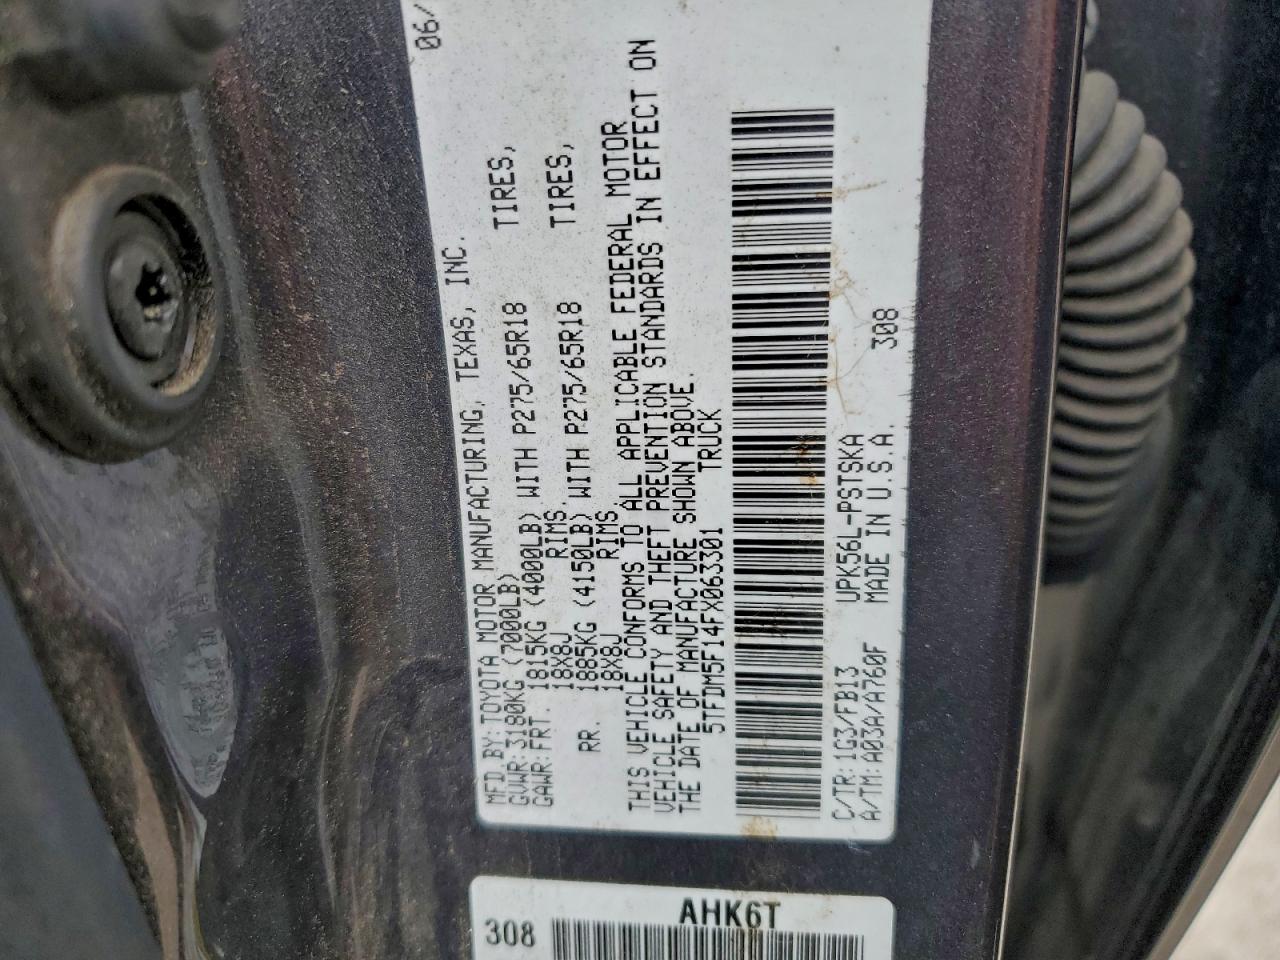 06/
MFD BY: TOYOTA MOTOR MANUFACTURING, TEXAS, INC.
GVWR: 3180KG (7000LB)
GAWR: FRT. 1815KG (4000LB) WITH P275/65R18 TIRES,
18X8J RIMS
RR. 1885KG (4150LB) WITH P275/65R18 TIRES,
18X8J RIMS
THIS VEHICLE CONFORMS TO ALL APPLICABLE FEDERAL MOTOR
VEHICLE SAFETY AND THEFT PREVENTION STANDARDS IN EFFECT ON
THE DATE OF MANUFACTURE SHOWN ABOVE.
5TFDM5F14FX063301 TRUCK
C/TR: 1G3/FB13 UPK56L-PSTSKA 308
A/TM: A03A/A760F MADE IN U.S.A.
AHK6T
308